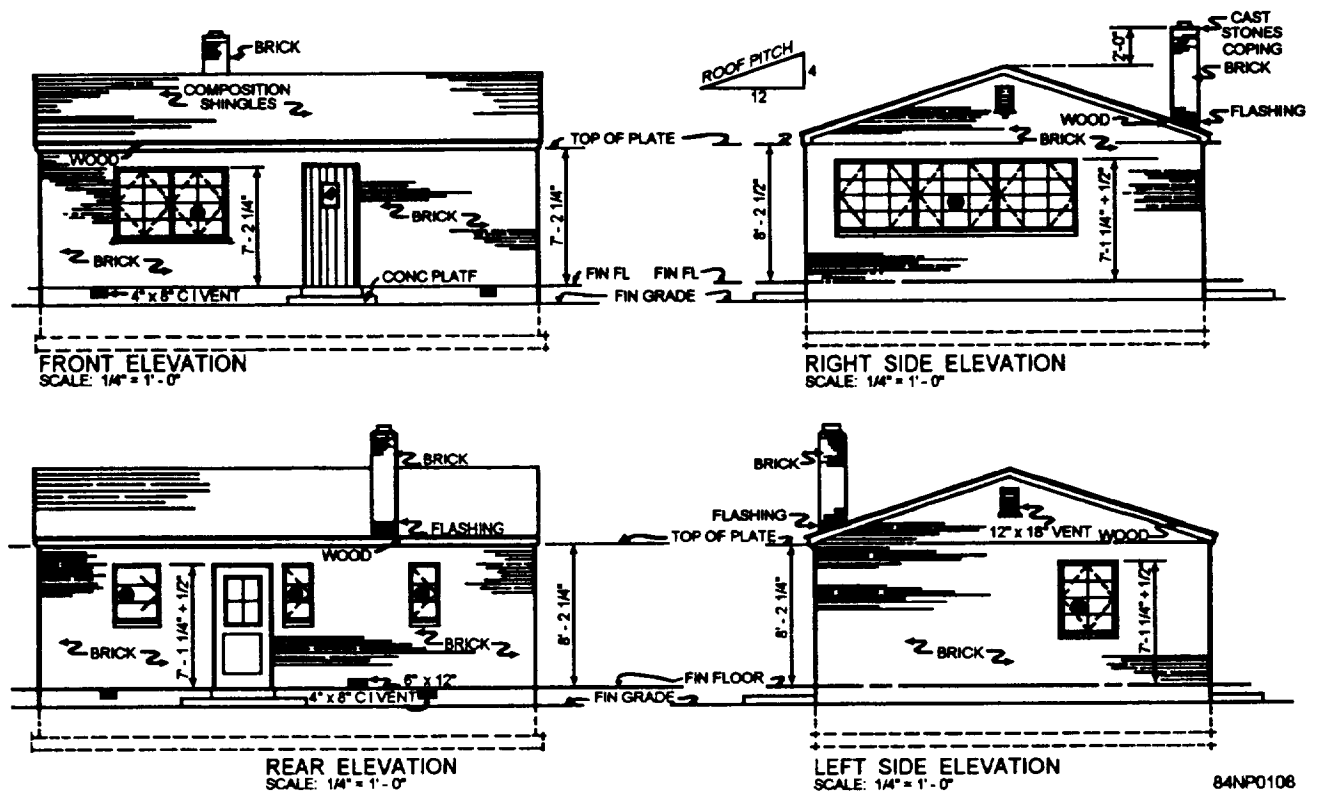 BRICK
COMPOSITION
SHINGLES
WOOD
7' - 2 1/4"
BRICK
BRICK
4" x 8" C I VENT
CONC PLATF
FRONT ELEVATION
SCALE: 1/4" = 1' - 0"
TOP OF PLATE
7' - 2 1/4"
FIN FL
FIN FL
FIN GRADE
ROOF PITCH
4
12
2'-0"
CAST
STONES
COPING
BRICK
FLASHING
WOOD
BRICK
8' - 2 1/2"
7'-1 1/4" + 1/2"
RIGHT SIDE ELEVATION
SCALE: 1/4" = 1' - 0"
BRICK
FLASHING
WOOD
7' - 1 1/4" + 1/2"
BRICK
BRICK
6" x 12"
4" x 8" C I VENT
8' - 2 1/4"
REAR ELEVATION
SCALE: 1/4" = 1' - 0"
TOP OF PLATE
FIN FLOOR
FIN GRADE
BRICK
FLASHING
12" x 18" VENT
WOOD
8' - 2 1/4"
7'-1 1/4" + 1/2"
BRICK
LEFT SIDE ELEVATION
SCALE: 1/4" = 1' - 0"
84NP0108